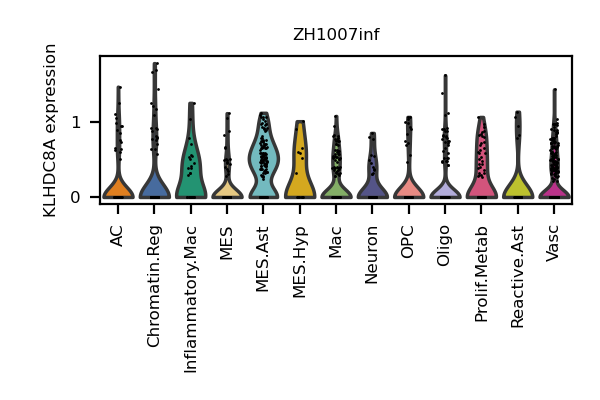 ZH1007inf
KLHDC8A expression
1
0
AC
Chromatin.Reg
Inflammatory.Mac
MES
MES.Ast
MES.Hyp
Mac
Neuron
OPC
Oligo
Prolif.Metab
Reactive.Ast
Vasc